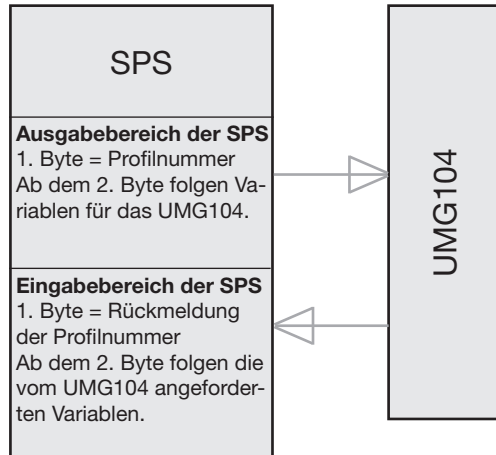 SPS
Ausgabebereich der SPS
1. Byte = Profilnummer
Ab dem 2. Byte folgen Va-
riablen für das UMG104.
Eingabebereich der SPS
1. Byte = Rückmeldung
der Profilnummer
Ab dem 2. Byte folgen die
vom UMG104 angeforder-
ten Variablen.
UMG104